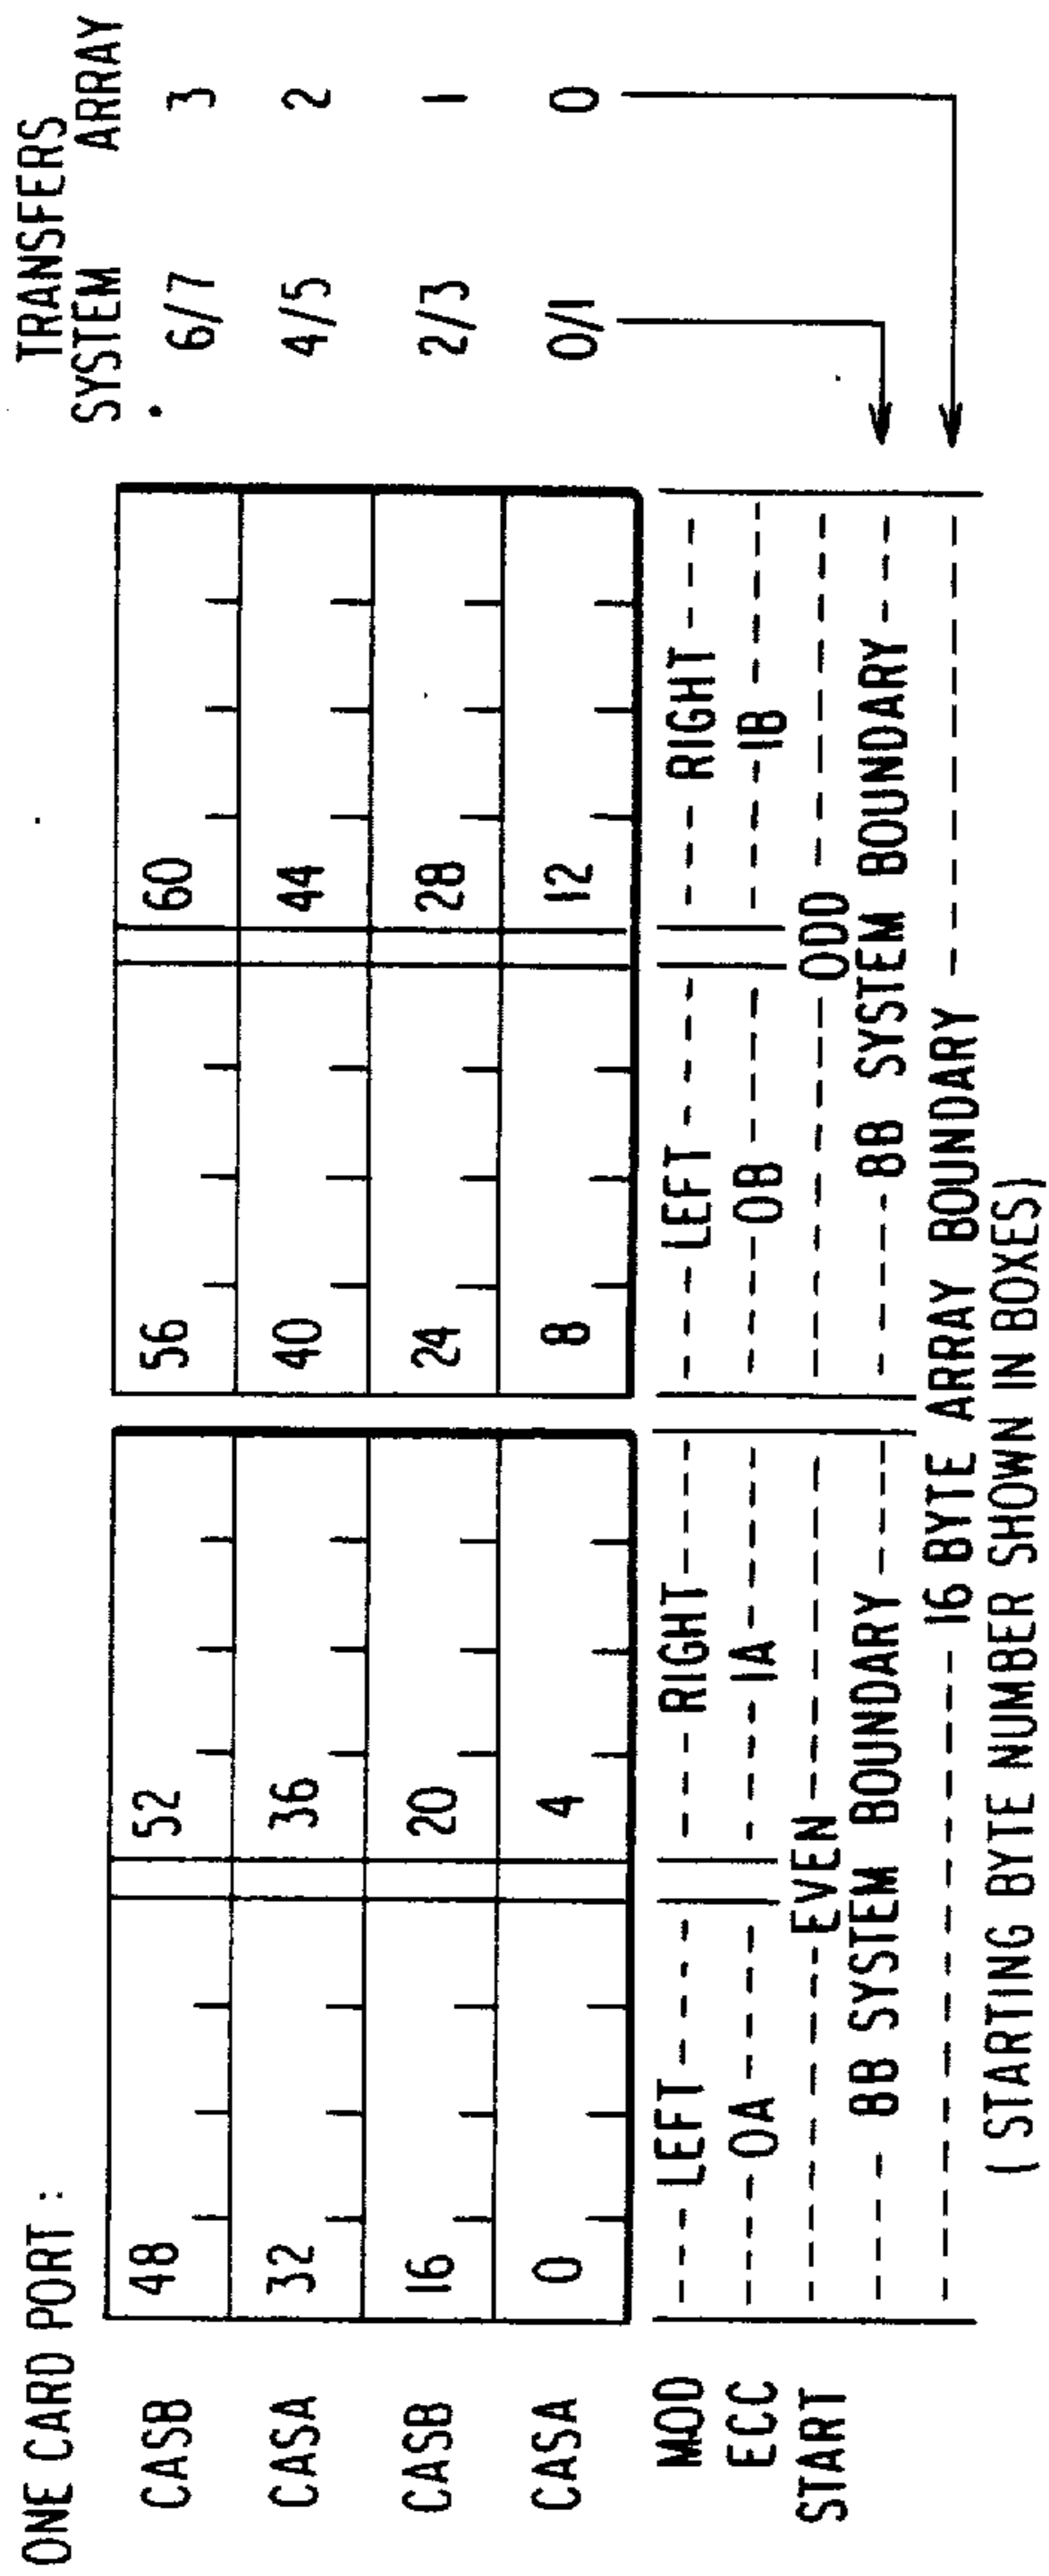 ONE CARD PORT:
TRANSFERS
SYSTEM ARRAY
CASB 48 52 56 60 6/7 3
CASA 32 36 40 44 4/5 2
CASB 16 20 24 28 2/3 1
CASA 0 4 8 12 0/1 0
MOD LEFT RIGHT LEFT RIGHT
ECC 0A 1A 0B 1B
START EVEN ODD
8B SYSTEM BOUNDARY 8B SYSTEM BOUNDARY
16 BYTE ARRAY BOUNDARY
(STARTING BYTE NUMBER SHOWN IN BOXES)